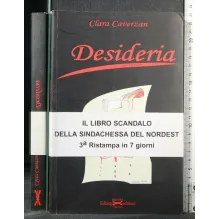 Clara Caverzan
Desideria
IL LIBRO SCANDALO
DELLA SINDACHESSA DEL NORDEST
3ª Ristampa in 7 giorni